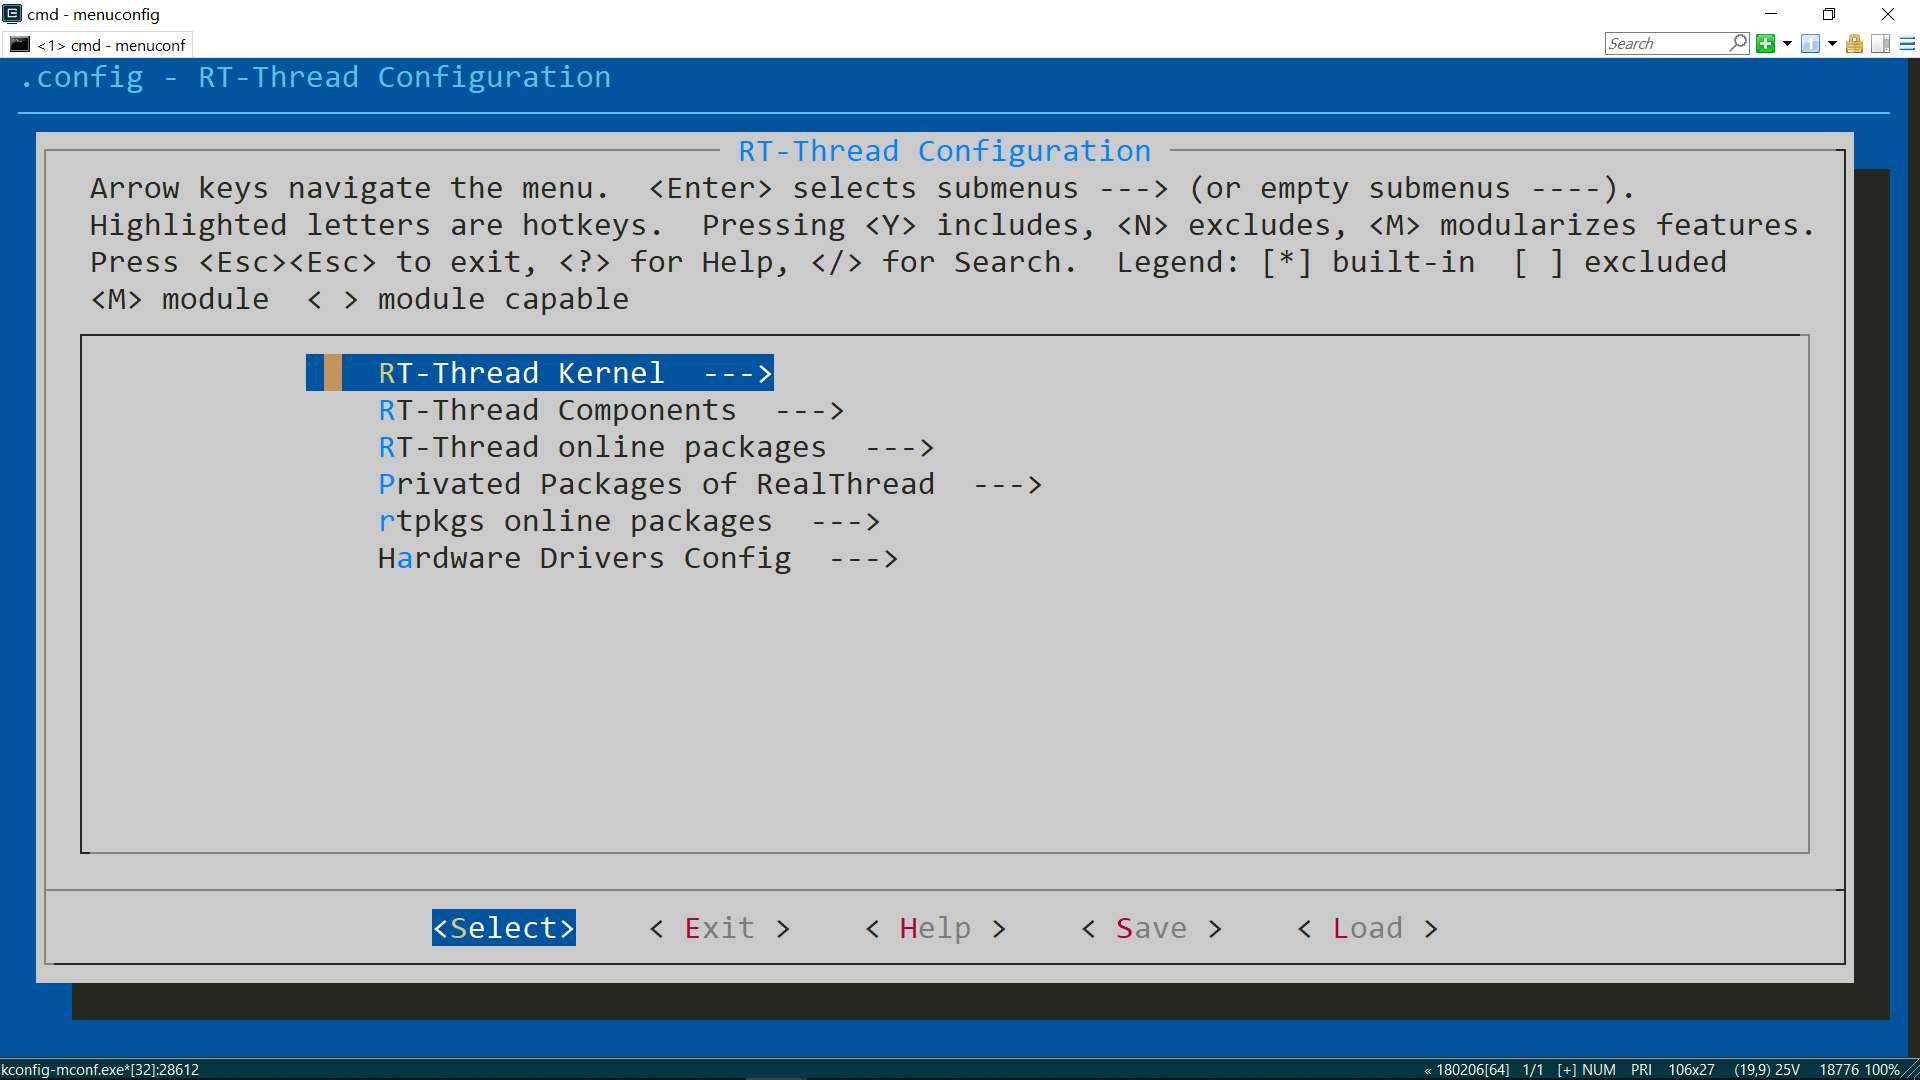 cmd - menuconfig
<1> cmd - menuconf
Search
.config - RT-Thread Configuration
RT-Thread Configuration
Arrow keys navigate the menu.  <Enter> selects submenus ---> (or empty submenus ----).
Highlighted letters are hotkeys.  Pressing <Y> includes, <N> excludes, <M> modularizes features.
Press <Esc><Esc> to exit, <?> for Help, </> for Search.  Legend: [*] built-in  [ ] excluded
<M> module  < > module capable
RT-Thread Kernel  --->
RT-Thread Components  --->
RT-Thread online packages  --->
Privated Packages of RealThread  --->
rtpkgs online packages  --->
Hardware Drivers Config  --->
<Select>    < Exit >    < Help >    < Save >    < Load >
kconfig-mconf.exe*[32]:28612    « 180206[64]  1/1  [+] NUM  PRI  106x27  (19,9) 25V  18776 100%